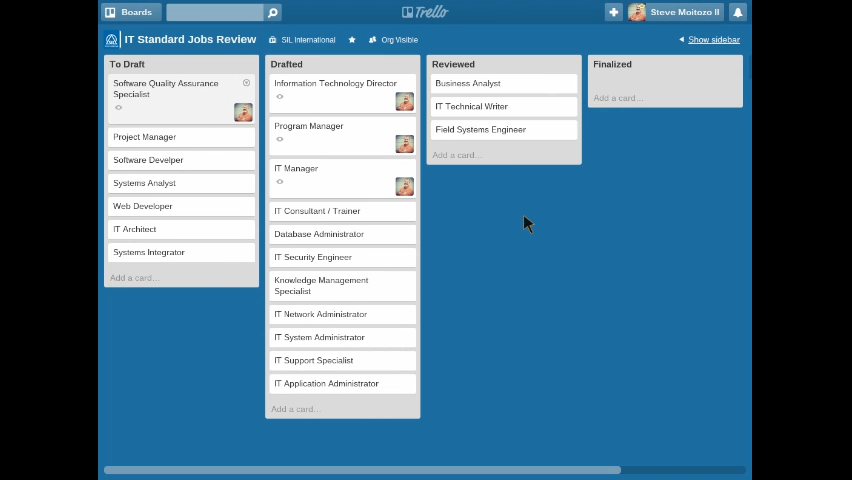 Boards
Trello
Steve Moitozo II
IT Standard Jobs Review
SIL International
Org Visible
Show sidebar
To Draft
Software Quality Assurance
Specialist
Project Manager
Software Develper
Systems Analyst
Web Developer
IT Architect
Systems Integrator
Add a card…
Drafted
Information Technology Director
Program Manager
IT Manager
IT Consultant / Trainer
Database Administrator
IT Security Engineer
Knowledge Management
Specialist
IT Network Administrator
IT System Administrator
IT Support Specialist
IT Application Administrator
Add a card…
Reviewed
Business Analyst
IT Technical Writer
Field Systems Engineer
Add a card…
Finalized
Add a card…